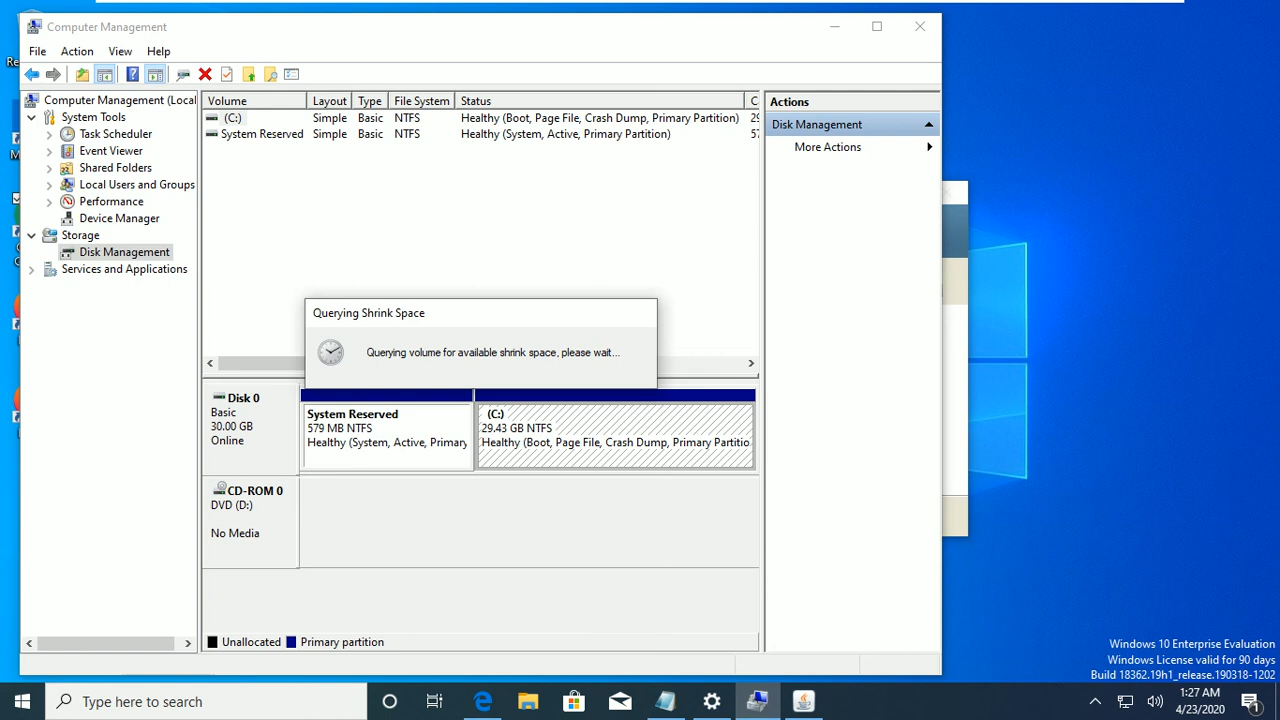 Computer Management
File Action View Help
Re
M
Computer Management (Local
System Tools
Task Scheduler
Event Viewer
Shared Folders
Local Users and Groups
Performance
Device Manager
Storage
Disk Management
Services and Applications
Volume Layout Type File System Status C
(C:) Simple Basic NTFS Healthy (Boot, Page File, Crash Dump, Primary Partition) 29
System Reserved Simple Basic NTFS Healthy (System, Active, Primary Partition) 57
Actions
Disk Management
More Actions
Querying Shrink Space
Querying volume for available shrink space, please wait...
Disk 0
Basic
30.00 GB
Online
System Reserved
579 MB NTFS
Healthy (System, Active, Primary
(C:)
29.43 GB NTFS
Healthy (Boot, Page File, Crash Dump, Primary Partitio
CD-ROM 0
DVD (D:)
No Media
Unallocated Primary partition
Windows 10 Enterprise Evaluation
Windows License valid for 90 days
Build 18362.19h1_release.190318-1202
Type here to search
1:27 AM
4/23/2020
1